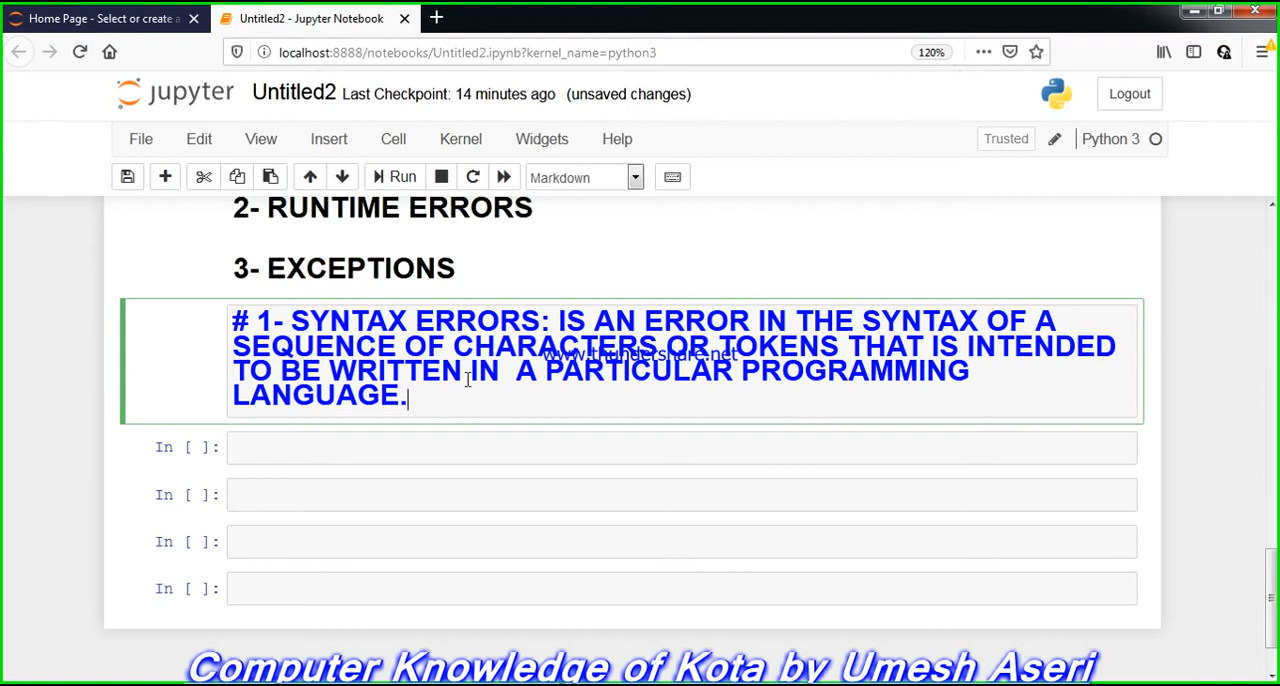 Home Page - Select or create a
Untitled2 - Jupyter Notebook
localhost:8888/notebooks/Untitled2.ipynb?kernel_name=python3
120%
jupyter Untitled2 Last Checkpoint: 14 minutes ago (unsaved changes)
Logout
File Edit View Insert Cell Kernel Widgets Help
Trusted
Python 3
Run
Markdown
2- RUNTIME ERRORS
3- EXCEPTIONS
# 1- SYNTAX ERRORS: IS AN ERROR IN THE SYNTAX OF A
SEQUENCE OF CHARACTERS OR TOKENS THAT IS INTENDED
www.thundershare.net
TO BE WRITTEN IN  A PARTICULAR PROGRAMMING
LANGUAGE.
In [ ]:
In [ ]:
In [ ]:
In [ ]:
Computer Knowledge of Kota by Umesh Aseri